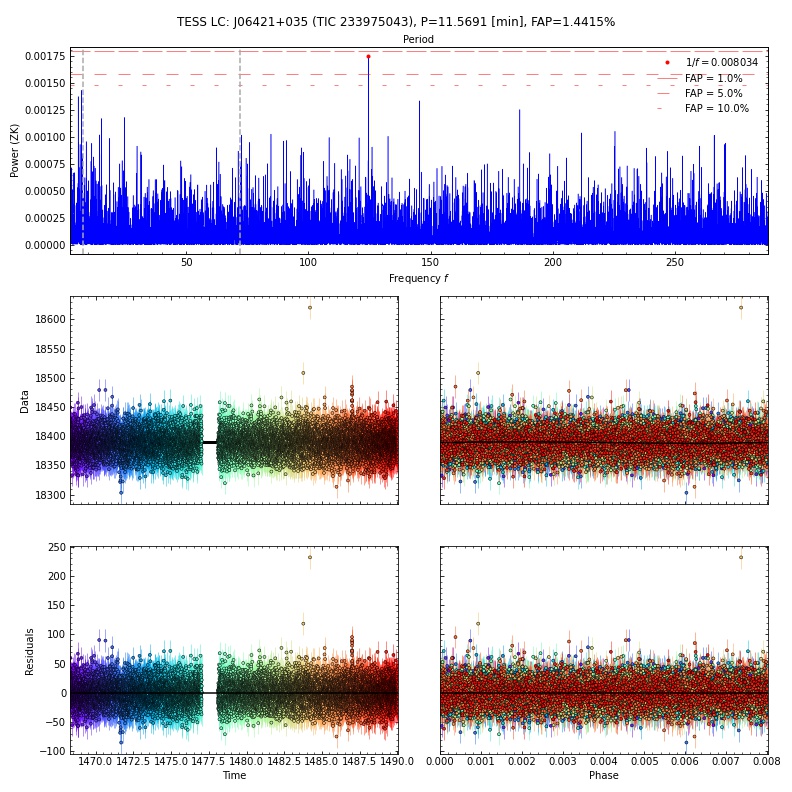 TESS LC: J06421+035 (TIC 233975043), P=11.5691 [min], FAP=1.4415%
Period
0.00175
0.00150
0.00125
0.00100
0.00075
0.00050
0.00025
0.00000
Power (ZK)
1/f = 0.008034
FAP = 1.0%
FAP = 5.0%
FAP = 10.0%
50 100 150 200 250
Frequency f
18600
18550
18500
18450
18400
18350
18300
Data
250
200
150
100
50
0
−50
−100
Residuals
1470.0 1472.5 1475.0 1477.5 1480.0 1482.5 1485.0 1487.5 1490.0
Time
0.000 0.001 0.002 0.003 0.004 0.005 0.006 0.007 0.008
Phase